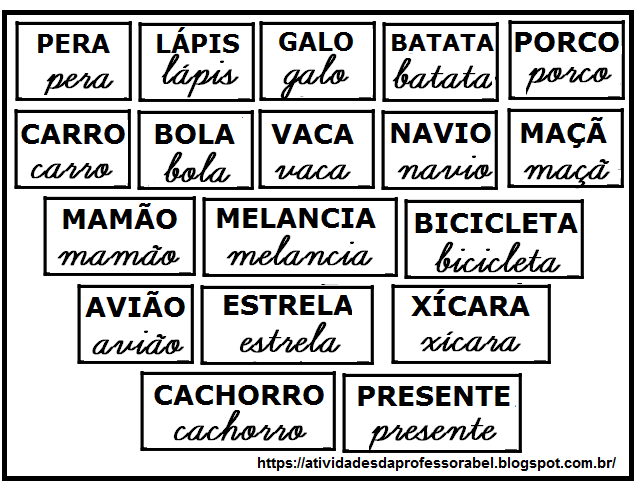 PERA LÁPIS GALO BATATA PORCO
pera lápis galo batata porco
CARRO BOLA VACA NAVIO MAÇÃ
carro bola vaca navio maçã
MAMÃO MELANCIA BICICLETA
mamão melancia bicicleta
AVIÃO ESTRELA XÍCARA
avião estrela xícara
CACHORRO PRESENTE
cachorro presente
https://atividadesdaprofessorabel.blogspot.com.br/